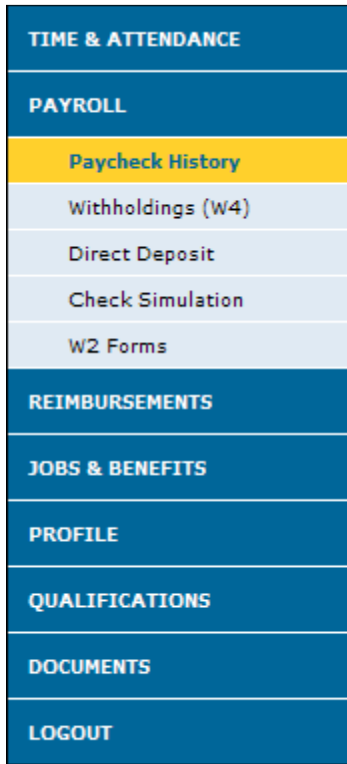 TIME & ATTENDANCE
PAYROLL
Paycheck History
Withholdings (W4)
Direct Deposit
Check Simulation
W2 Forms
REIMBURSEMENTS
JOBS & BENEFITS
PROFILE
QUALIFICATIONS
DOCUMENTS
LOGOUT